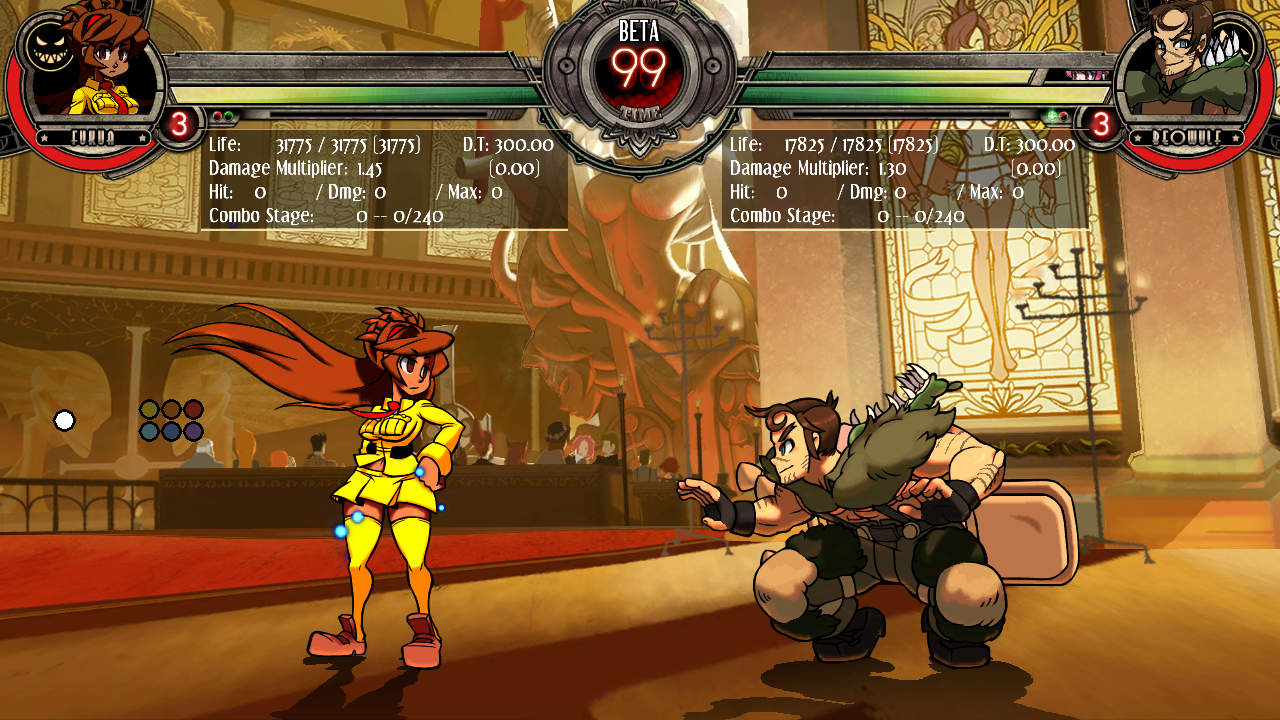 BETA
99
TIME
FUKUA
3
3
BEOWULF
Life: 31775 / 31775 (31775) D.T: 300.00
Damage Multiplier: 1.45 (0.00)
Hit: 0 / Dmg: 0 / Max: 0
Combo Stage: 0 -- 0/240
Life: 17825 / 17825 (17825) D.T: 300.00
Damage Multiplier: 1.30 (0.00)
Hit: 0 / Dmg: 0 / Max: 0
Combo Stage: 0 -- 0/240